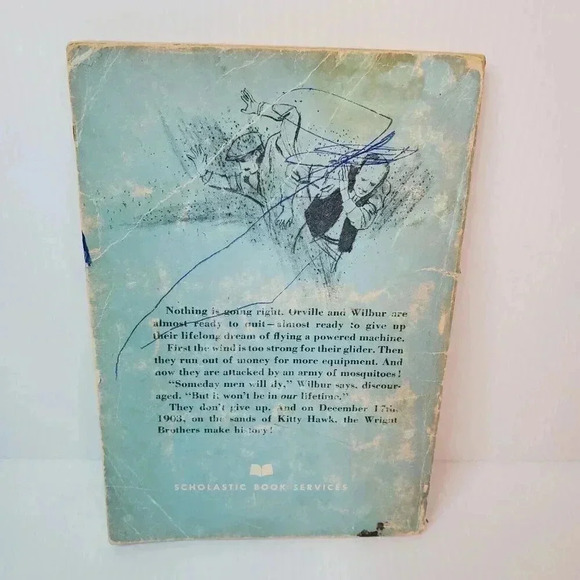 Nothing is going right. Orville and Wilbur are
almost ready to quit—almost ready to give up
their lifelong dream of flying a powered machine.
First the wind is too strong for their glider. Then
they run out of money for more equipment. And
now they are attacked by an army of mosquitoes!
"Someday men will fly," Wilbur says, discour-
aged. "But it won't be in our lifetime."
They don't give up. And on December 17th,
1903, on the sands of Kitty Hawk, the Wright
Brothers make history!
SCHOLASTIC BOOK SERVICES